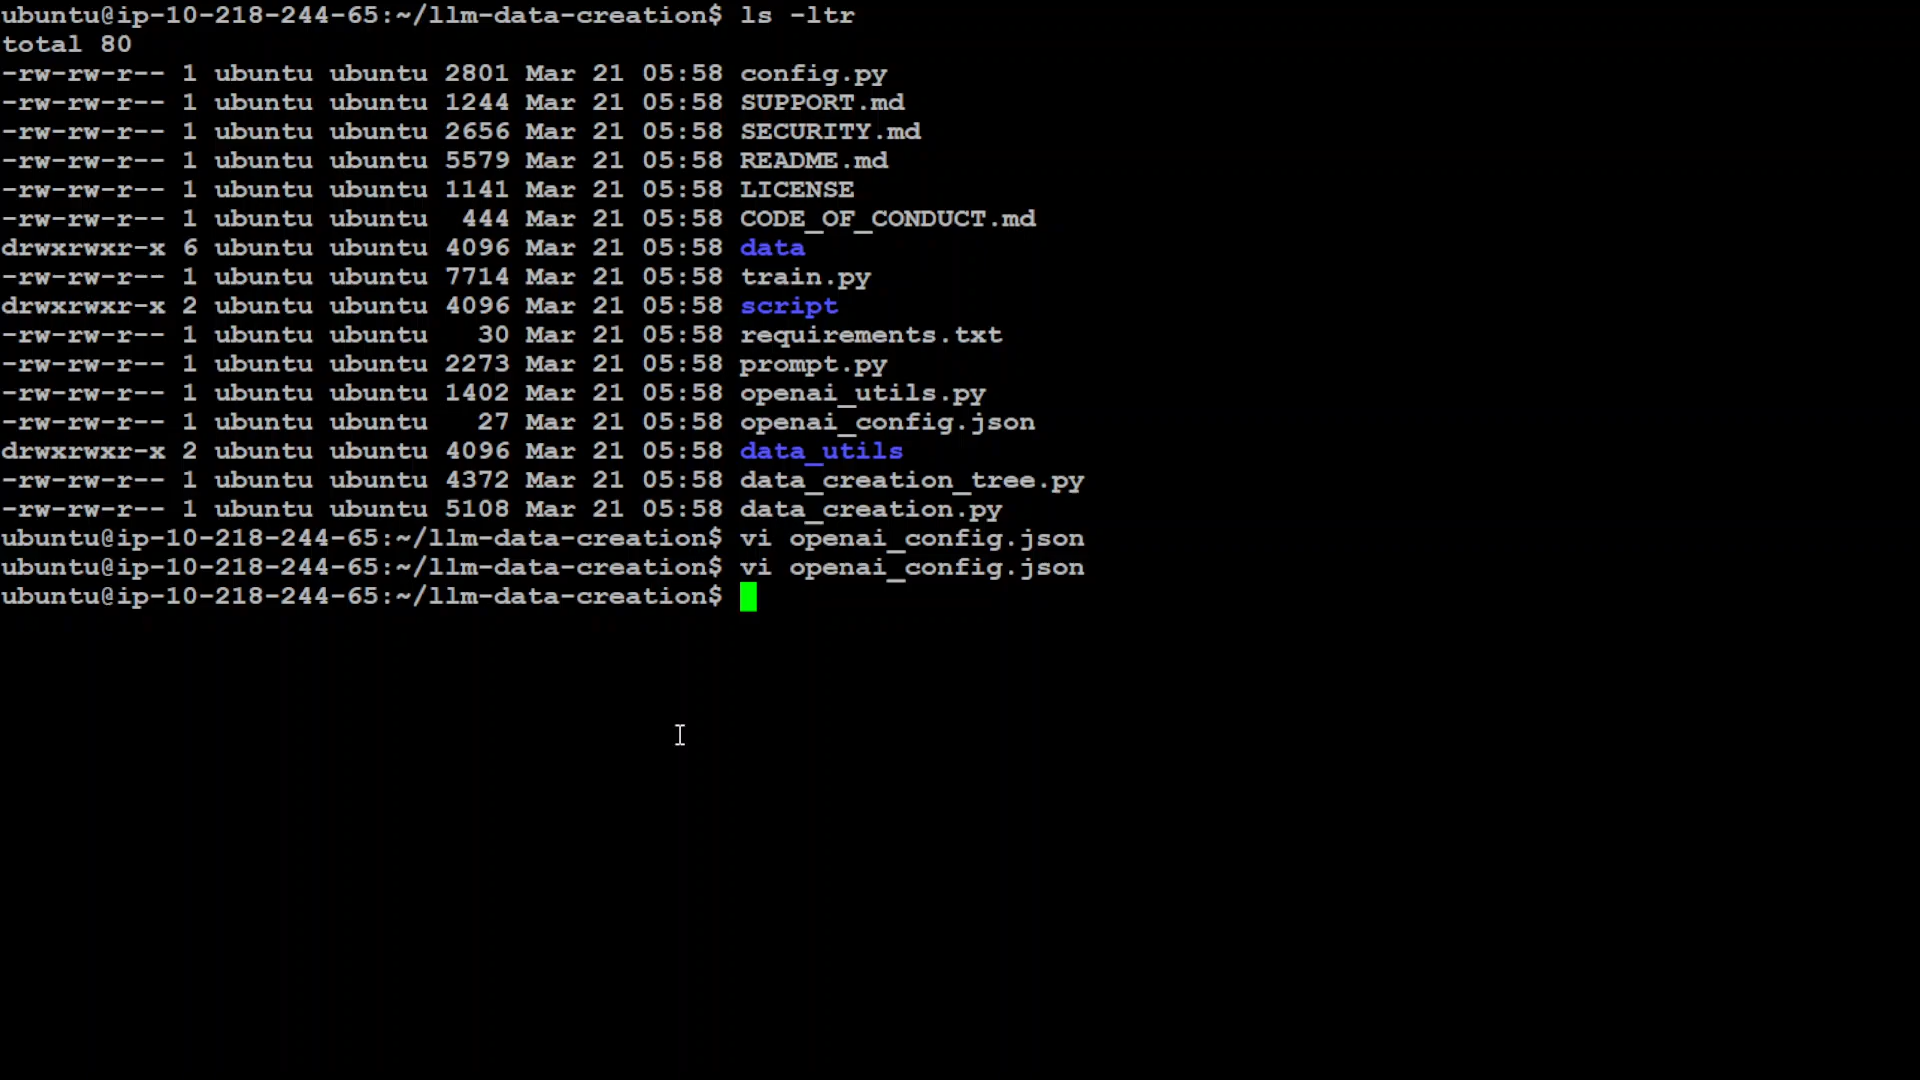 ubuntu@ip-10-218-244-65:~/llm-data-creation$ ls -ltr
total 80
-rw-rw-r-- 1 ubuntu ubuntu 2801 Mar 21 05:58 config.py
-rw-rw-r-- 1 ubuntu ubuntu 1244 Mar 21 05:58 SUPPORT.md
-rw-rw-r-- 1 ubuntu ubuntu 2656 Mar 21 05:58 SECURITY.md
-rw-rw-r-- 1 ubuntu ubuntu 5579 Mar 21 05:58 README.md
-rw-rw-r-- 1 ubuntu ubuntu 1141 Mar 21 05:58 LICENSE
-rw-rw-r-- 1 ubuntu ubuntu  444 Mar 21 05:58 CODE_OF_CONDUCT.md
drwxrwxr-x 6 ubuntu ubuntu 4096 Mar 21 05:58 data
-rw-rw-r-- 1 ubuntu ubuntu 7714 Mar 21 05:58 train.py
drwxrwxr-x 2 ubuntu ubuntu 4096 Mar 21 05:58 script
-rw-rw-r-- 1 ubuntu ubuntu   30 Mar 21 05:58 requirements.txt
-rw-rw-r-- 1 ubuntu ubuntu 2273 Mar 21 05:58 prompt.py
-rw-rw-r-- 1 ubuntu ubuntu 1402 Mar 21 05:58 openai_utils.py
-rw-rw-r-- 1 ubuntu ubuntu   27 Mar 21 05:58 openai_config.json
drwxrwxr-x 2 ubuntu ubuntu 4096 Mar 21 05:58 data_utils
-rw-rw-r-- 1 ubuntu ubuntu 4372 Mar 21 05:58 data_creation_tree.py
-rw-rw-r-- 1 ubuntu ubuntu 5108 Mar 21 05:58 data_creation.py
ubuntu@ip-10-218-244-65:~/llm-data-creation$ vi openai_config.json
ubuntu@ip-10-218-244-65:~/llm-data-creation$ vi openai_config.json
ubuntu@ip-10-218-244-65:~/llm-data-creation$